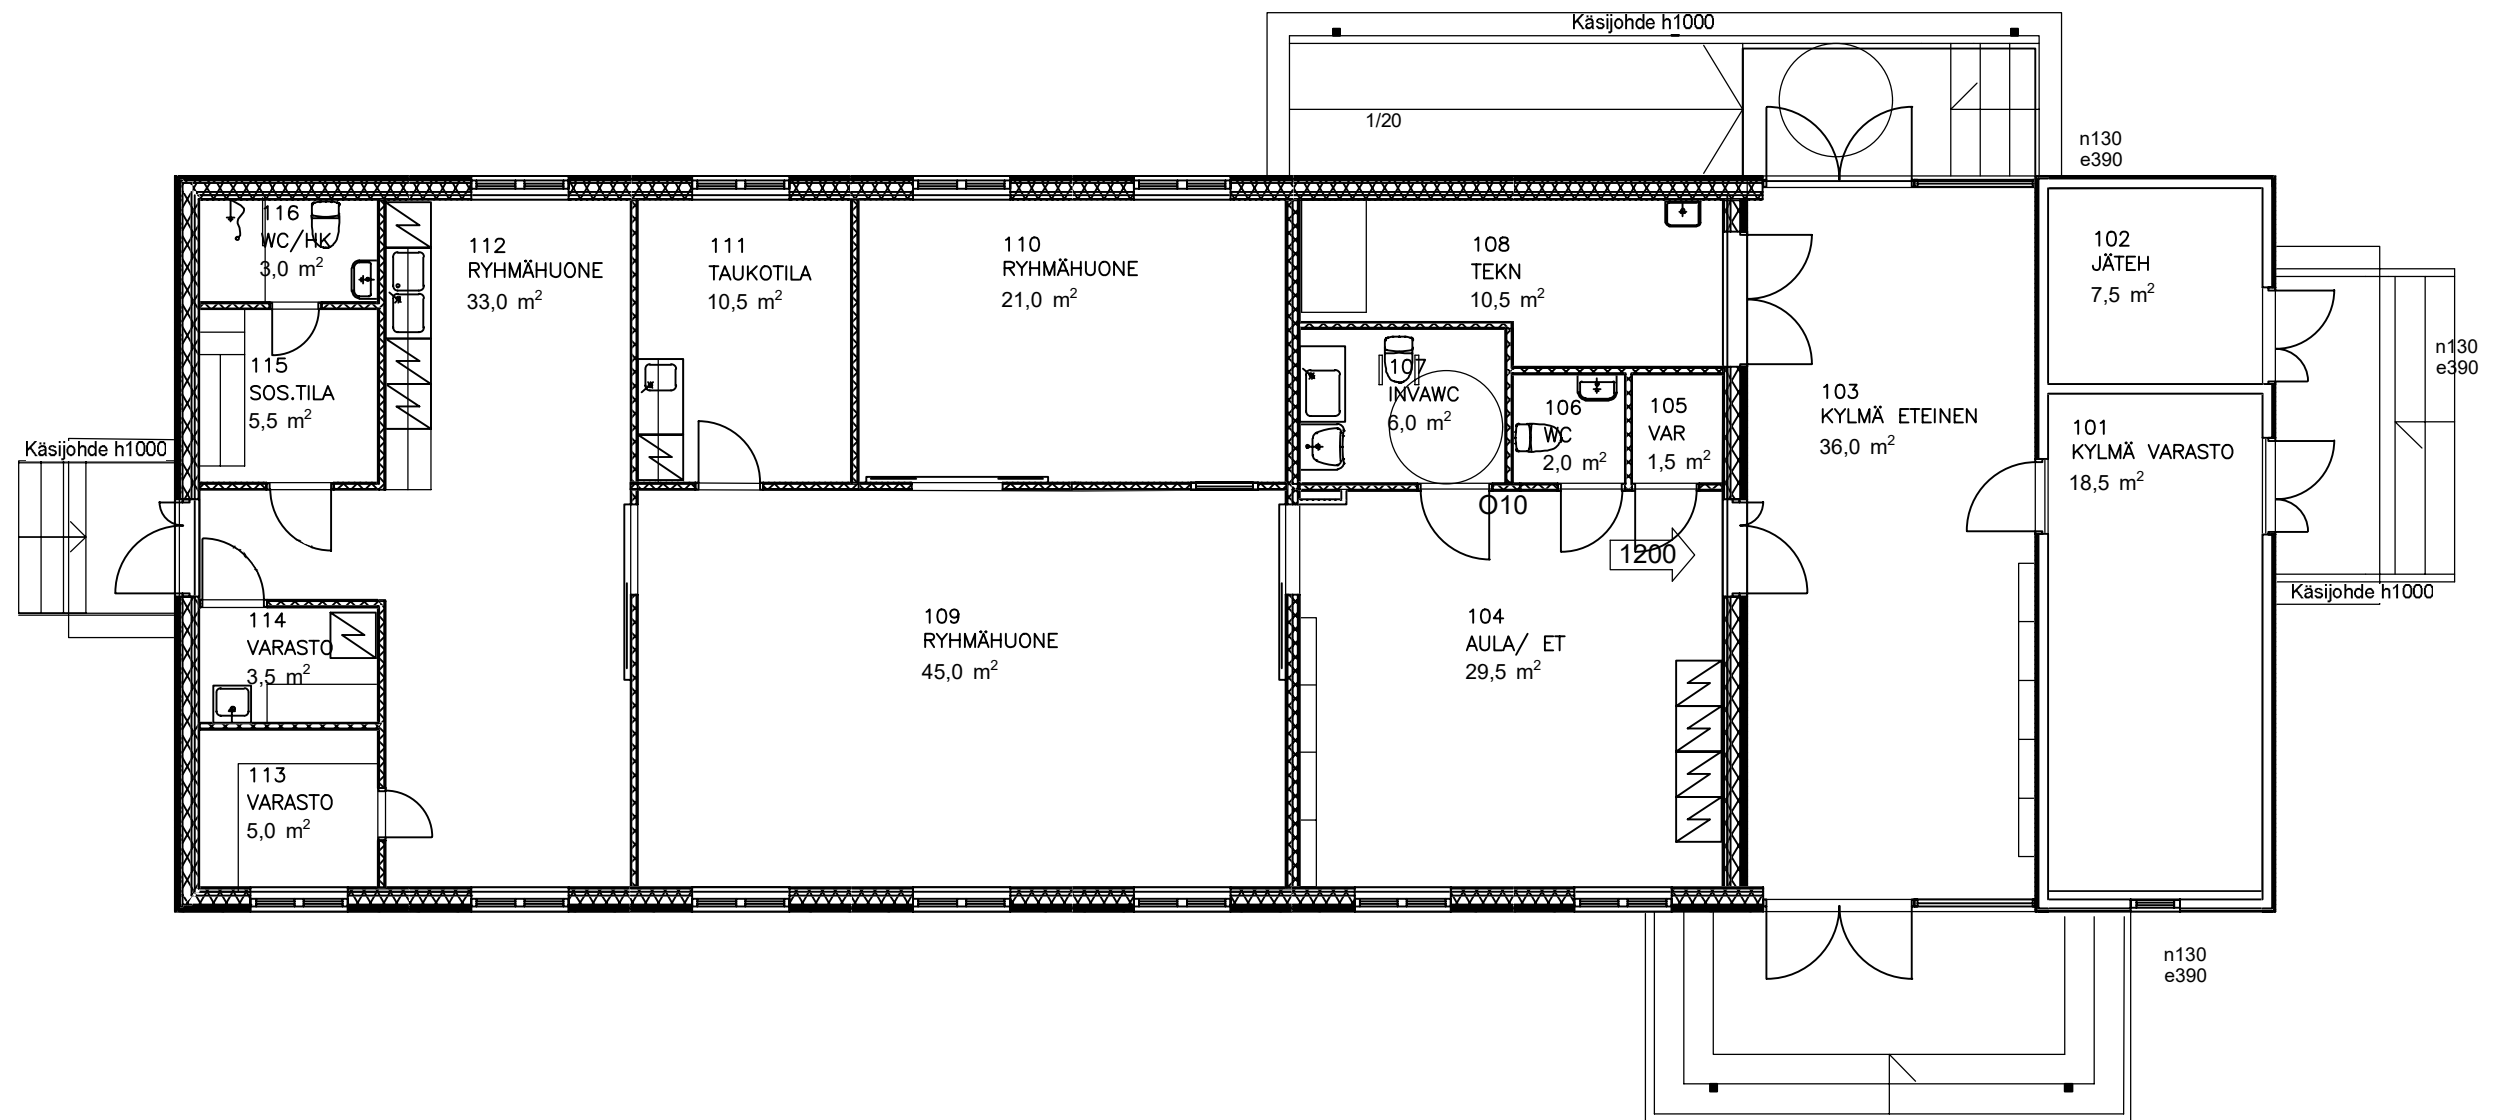 Käsijohde h1000
1/20
n130
e390
116
WC/HK
3,0 m²
112
RYHMÄHUONE
33,0 m²
111
TAUKOTILA
10,5 m²
110
RYHMÄHUONE
21,0 m²
108
TEKN
10,5 m²
102
JÄTEH
7,5 m²
n130
e390
115
SOS.TILA
5,5 m²
107
INVAWC
6,0 m²
106
WC
2,0 m²
105
VAR
1,5 m²
103
KYLMÄ ETEINEN
36,0 m²
101
KYLMÄ VARASTO
18,5 m²
Käsijohde h1000
O10
1200
Käsijohde h1000
114
VARASTO
3,5 m²
109
RYHMÄHUONE
45,0 m²
104
AULA/ ET
29,5 m²
113
VARASTO
5,0 m²
n130
e390